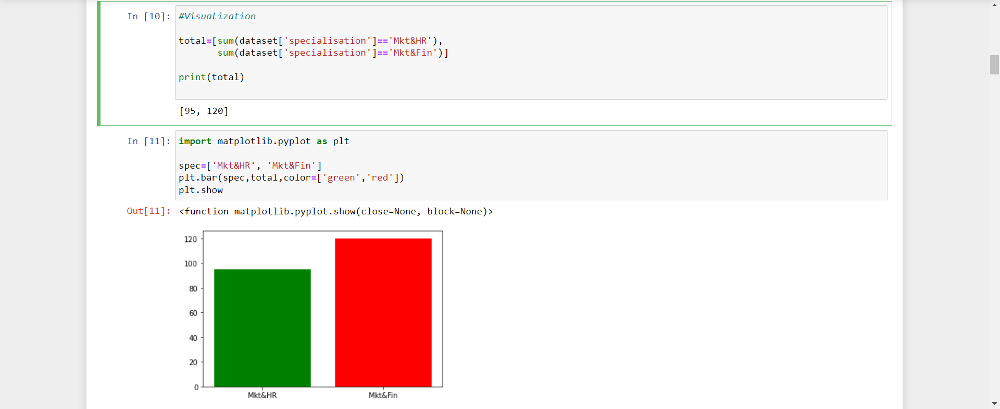 In [10]: #Visualization
total=[sum(dataset['specialisation']=='Mkt&HR'),
sum(dataset['specialisation']=='Mkt&Fin')]
print(total)
[95, 120]
In [11]: import matplotlib.pyplot as plt
spec=['Mkt&HR', 'Mkt&Fin']
plt.bar(spec,total,color=['green','red'])
plt.show
Out[11]: <function matplotlib.pyplot.show(close=None, block=None)>
120
100
80
60
40
20
0
Mkt&HR Mkt&Fin